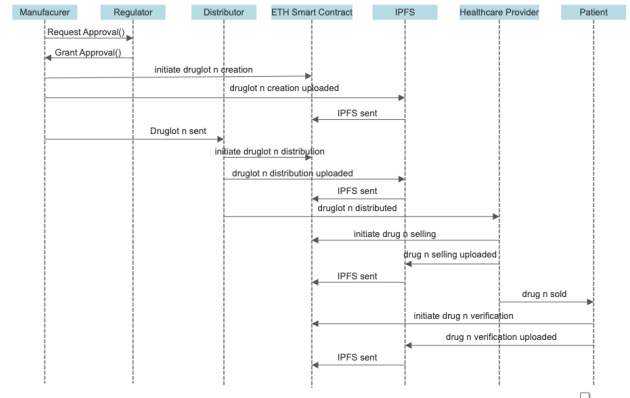 Manufacurer
Regulator
Distributor
ETH Smart Contract
IPFS
Healthcare Provider
Patient
Request Approval()
Grant Approval()
initiate druglot n creation
druglot n creation uploaded
IPFS sent
Druglot n sent
initiate druglot n distribution
druglot n distribution uploaded
IPFS sent
druglot n distributed
initiate drug n selling
drug n selling uploaded
IPFS sent
drug n sold
initiate drug n verification
drug n verification uploaded
IPFS sent